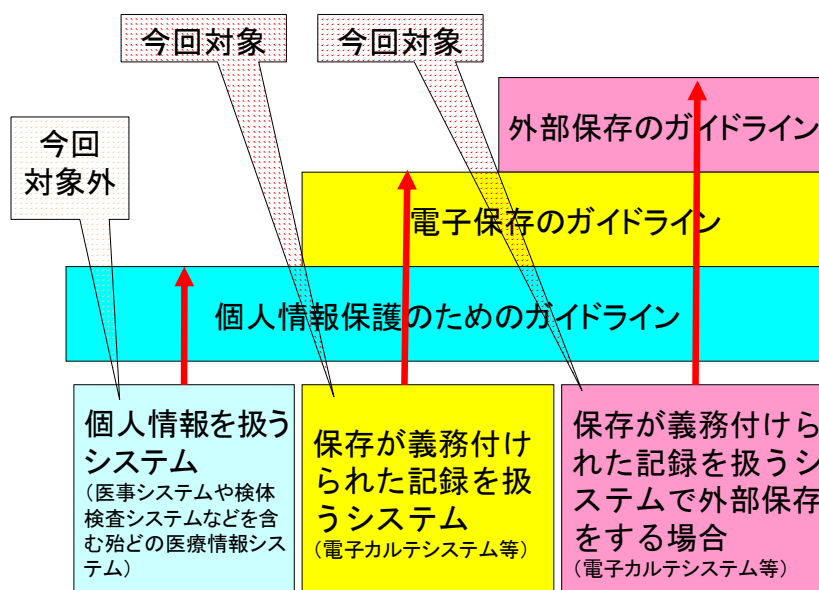 今回対象
今回対象
今回
対象外
外部保存のガイドライン
電子保存のガイドライン
個人情報保護のためのガイドライン
個人情報を扱う
システム
（医事システムや検体
検査システムなどを含
む殆どの医療情報シス
テム）
保存が義務付け
られた記録を扱
うシステム
（電子カルテシステム等）
保存が義務付けら
れた記録を扱うシ
ステムで外部保存
をする場合
（電子カルテシステム等）